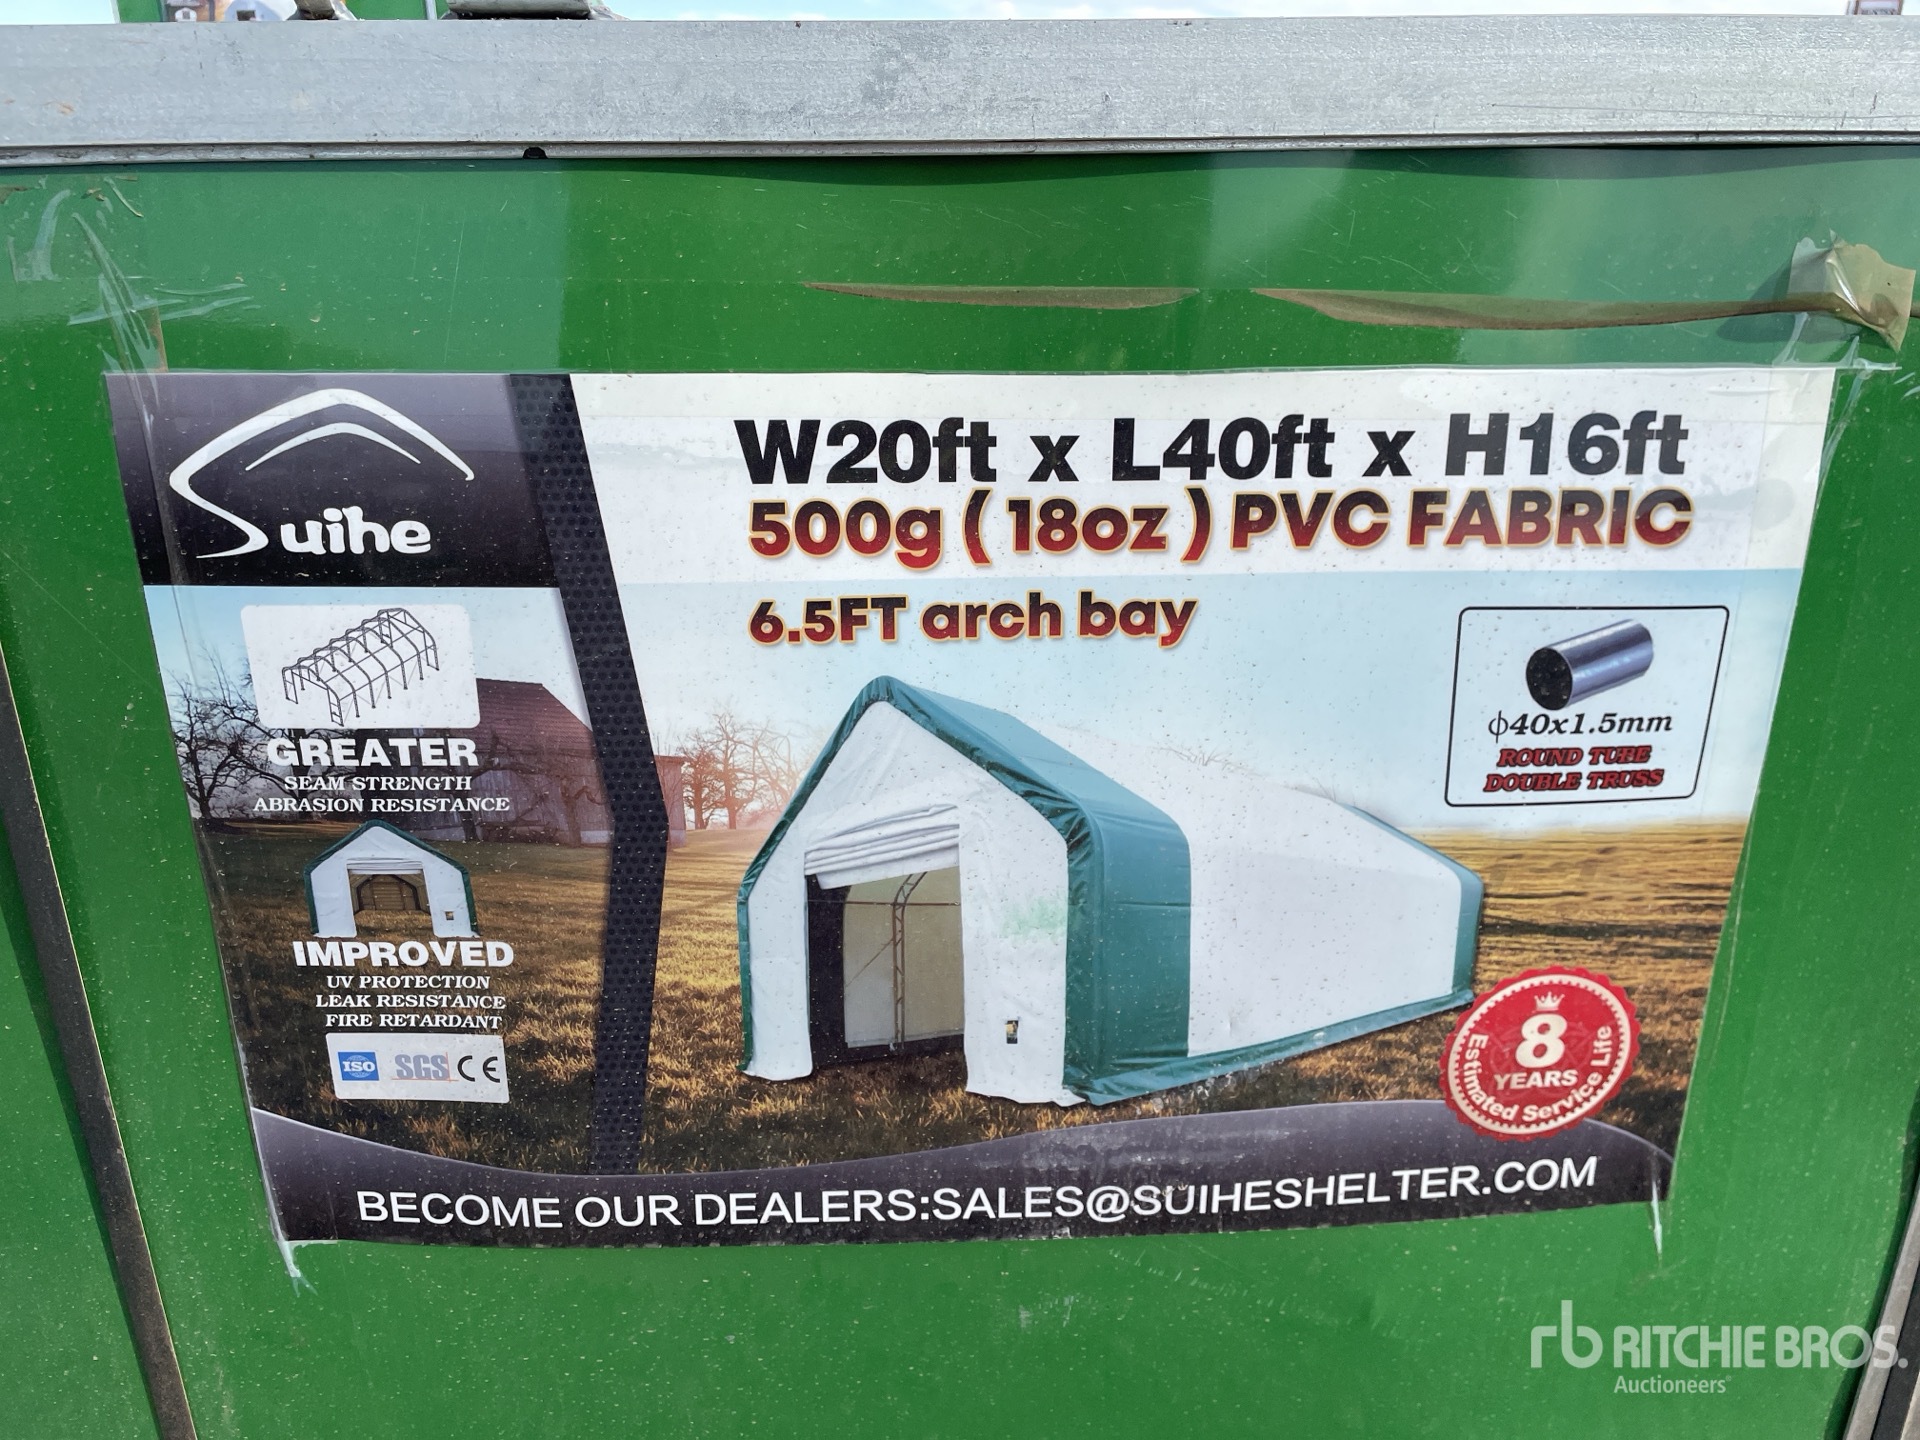 Suihe
W20ft x L40ft x H16ft
500g ( 18oz ) PVC FABRIC
6.5FT arch bay
ϕ40x1.5mm
ROUND TUBE
DOUBLE TRUSS
GREATER
SEAM STRENGTH
ABRASION RESISTANCE
IMPROVED
UV PROTECTION
LEAK RESISTANCE
FIRE RETARDANT
ISO SGS CE
8
YEARS
Estimated Service Life
BECOME OUR DEALERS:SALES@SUIHESHELTER.COM
rb RITCHIE BROS.
Auctioneers